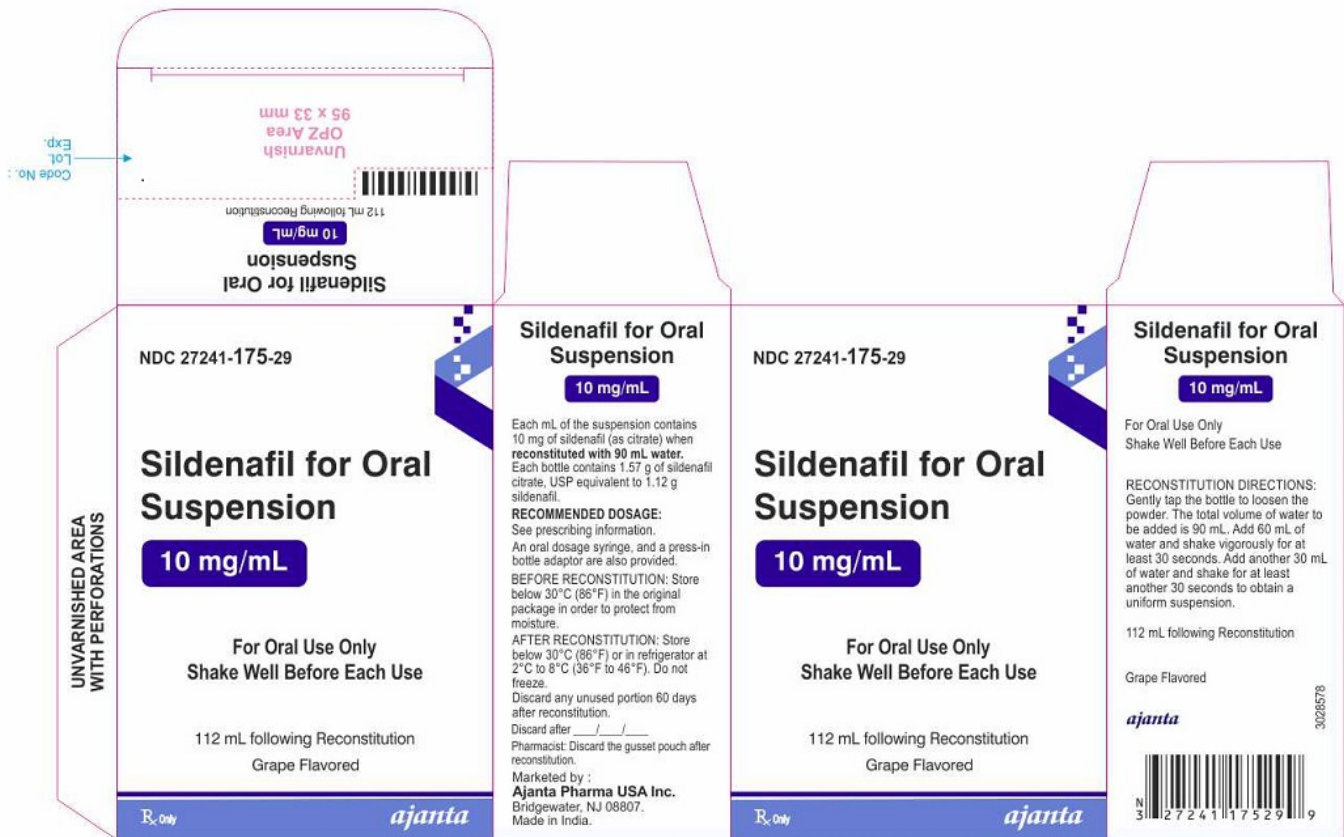 Code No. :
Lot.
Exp.
Unvarnish
OPZ Area
95 x 33 mm
Sildenafil for Oral
Suspension
10 mg/mL
112 mL following Reconstitution
UNVARNISHED AREA
WITH PERFORATIONS
NDC 27241-175-29
Sildenafil for Oral
Suspension
10 mg/mL
For Oral Use Only
Shake Well Before Each Use
112 mL following Reconstitution
Grape Flavored
Rx Only
ajanta
Sildenafil for Oral
Suspension
10 mg/mL
Each mL of the suspension contains
10 mg of sildenafil (as citrate) when
reconstituted with 90 mL water.
Each bottle contains 1.57 g of sildenafil
citrate, USP equivalent to 1.12 g
sildenafil.
RECOMMENDED DOSAGE:
See prescribing information.
An oral dosage syringe, and a press-in
bottle adaptor are also provided.
BEFORE RECONSTITUTION: Store
below 30°C (86°F) in the original
package in order to protect from
moisture.
AFTER RECONSTITUTION: Store
below 30°C (86°F) or in refrigerator at
2°C to 8°C (36°F to 46°F). Do not
freeze.
Discard any unused portion 60 days
after reconstitution.
Discard after ____/____/____
Pharmacist: Discard the gusset pouch after
reconstitution.
Marketed by :
Ajanta Pharma USA Inc.
Bridgewater, NJ 08807.
Made in India.
NDC 27241-175-29
Sildenafil for Oral
Suspension
10 mg/mL
For Oral Use Only
Shake Well Before Each Use
112 mL following Reconstitution
Grape Flavored
Rx Only
ajanta
Sildenafil for Oral
Suspension
10 mg/mL
For Oral Use Only
Shake Well Before Each Use
RECONSTITUTION DIRECTIONS:
Gently tap the bottle to loosen the
powder. The total volume of water to
be added is 90 mL. Add 60 mL of
water and shake vigorously for at
least 30 seconds. Add another 30 mL
of water and shake for at least
another 30 seconds to obtain a
uniform suspension.
112 mL following Reconstitution
Grape Flavored
ajanta
3028578
N
3 27241 17529 9